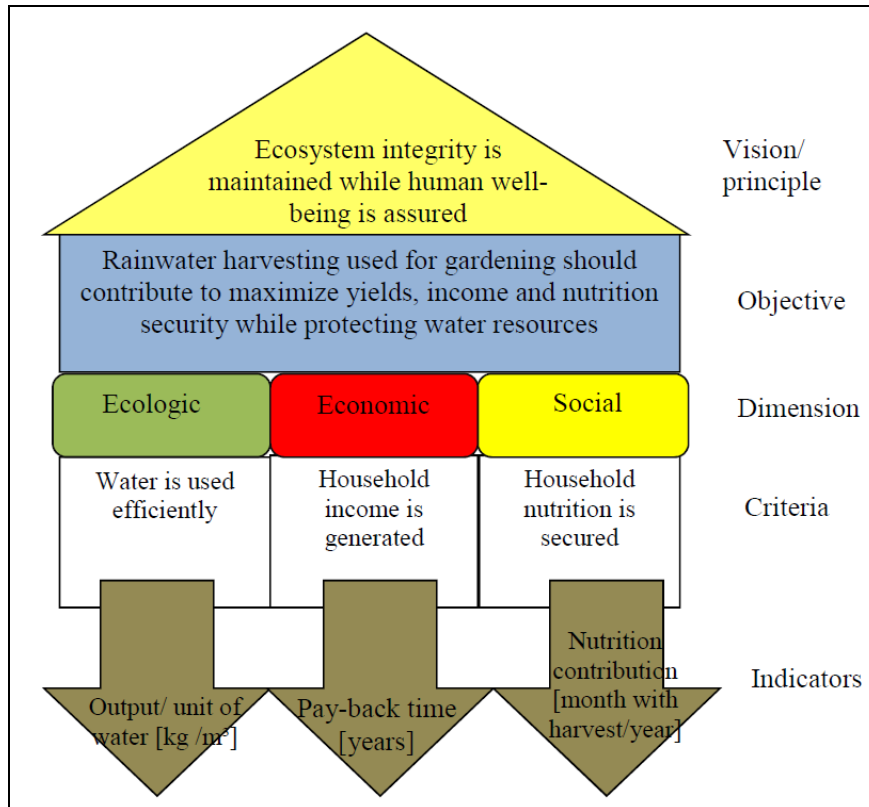 Ecosystem integrity is
maintained while human well-
being is assured
Vision/
principle
Rainwater harvesting used for gardening should
contribute to maximize yields, income and nutrition
security while protecting water resources
Objective
Ecologic
Economic
Social
Dimension
Water is used
efficiently
Household
income is
generated
Household
nutrition is
secured
Criteria
Output/ unit of
water [kg /m³]
Pay-back time
[years]
Nutrition
contribution
[month with
harvest/year]
Indicators